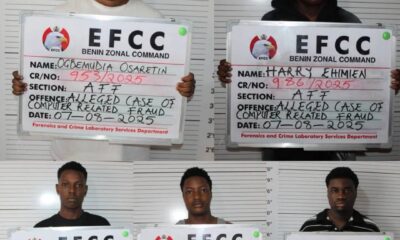 EFCC
BENIN ZONAL COMMAND
NAME: OGBEMUDIA OSARETIN
CR/NO: 953/2025
SECTION: AFF
OFFENCE: ALLEGED CASE OF
COMPUTER RELATED FRAUD
DATE: 07-08-2025
Forensics and Crime Laboratory Services Department
EFCC
BENIN ZONAL COMMAND
NAME: HARRY EHIMIEN
CR/NO: 986/2025
SECTION: AFF
OFFENCE: ALLEGED CASE OF
COMPUTER RELATED FRAUD
DATE: 07-08-2025
Forensics and Crime Laboratory Services Department